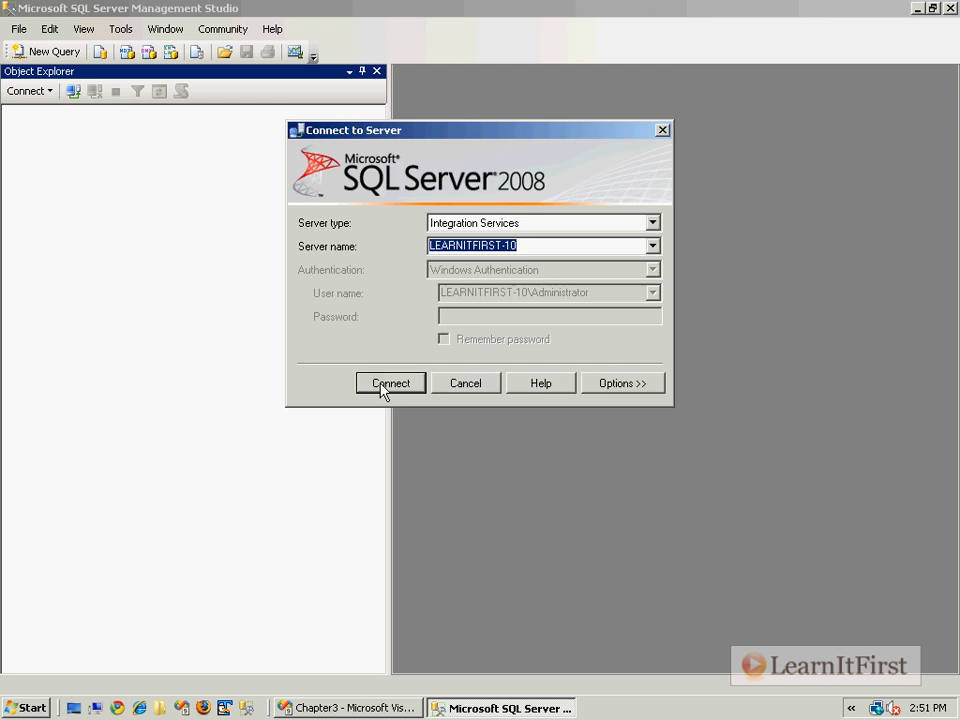 Microsoft SQL Server Management Studio
File Edit View Tools Window Community Help
New Query
Object Explorer
Connect
Connect to Server
Microsoft®
SQL Server® 2008
Server type: Integration Services
Server name: LEARNITFIRST-10
Authentication: Windows Authentication
User name: LEARNITFIRST-10\Administrator
Password:
Remember password
Connect Cancel Help Options >>
LearnItFirst
Start Chapter3 - Microsoft Vis... Microsoft SQL Server ... « 2:51 PM